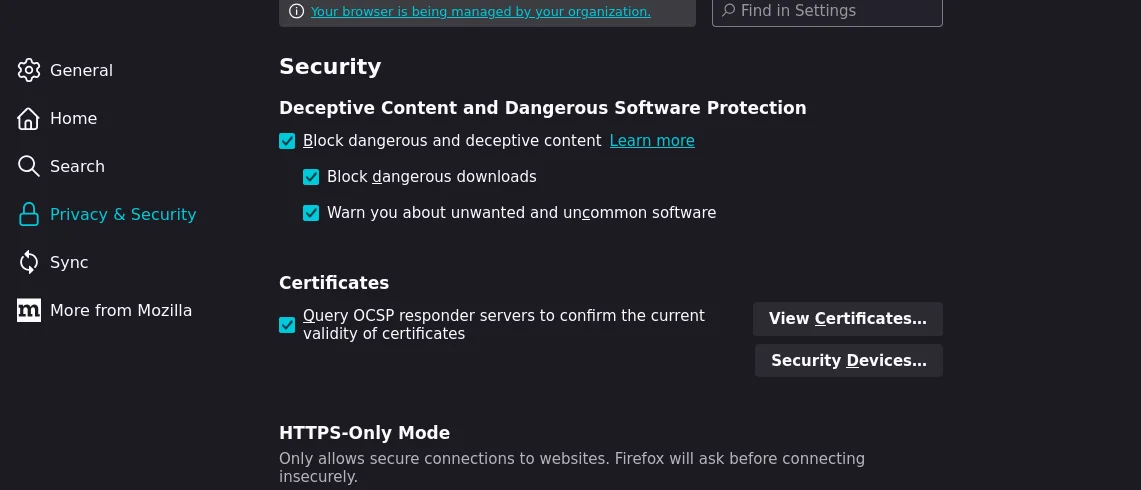 Your browser is being managed by your organization.
Find in Settings
General
Home
Search
Privacy & Security
Sync
m
More from Mozilla
Security
Deceptive Content and Dangerous Software Protection
Block dangerous and deceptive content Learn more
Block dangerous downloads
Warn you about unwanted and uncommon software
Certificates
Query OCSP responder servers to confirm the current
validity of certificates
View Certificates...
Security Devices...
HTTPS-Only Mode
Only allows secure connections to websites. Firefox will ask before connecting
insecurely.